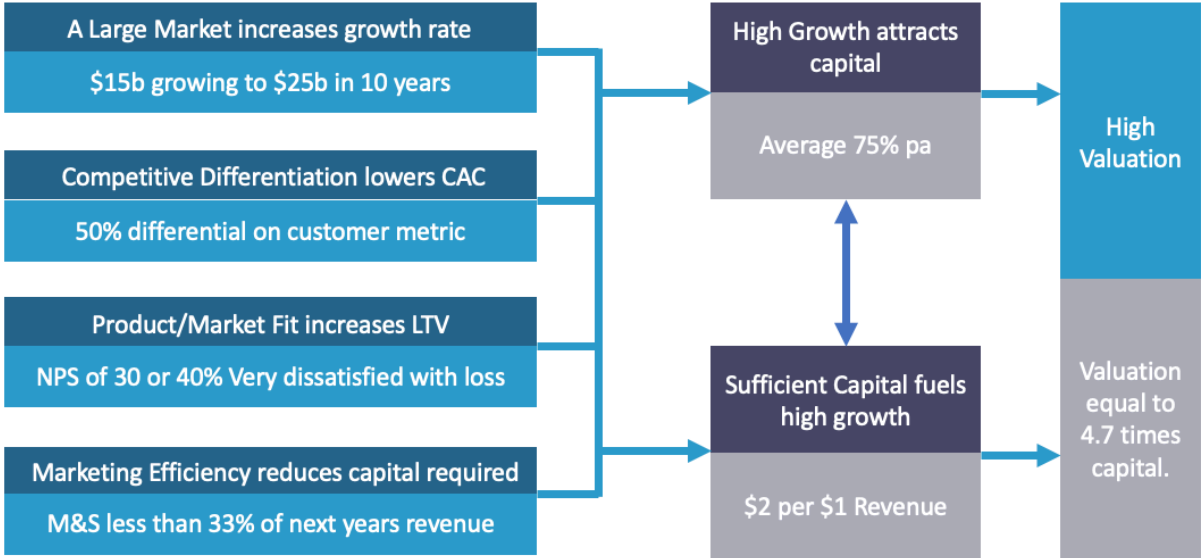 A Large Market increases growth rate
$15b growing to $25b in 10 years
Competitive Differentiation lowers CAC
50% differential on customer metric
Product/Market Fit increases LTV
NPS of 30 or 40% Very dissatisfied with loss
Marketing Efficiency reduces capital required
M&S less than 33% of next years revenue
High Growth attracts
capital
Average 75% pa
Sufficient Capital fuels
high growth
$2 per $1 Revenue
High
Valuation
Valuation
equal to
4.7 times
capital.